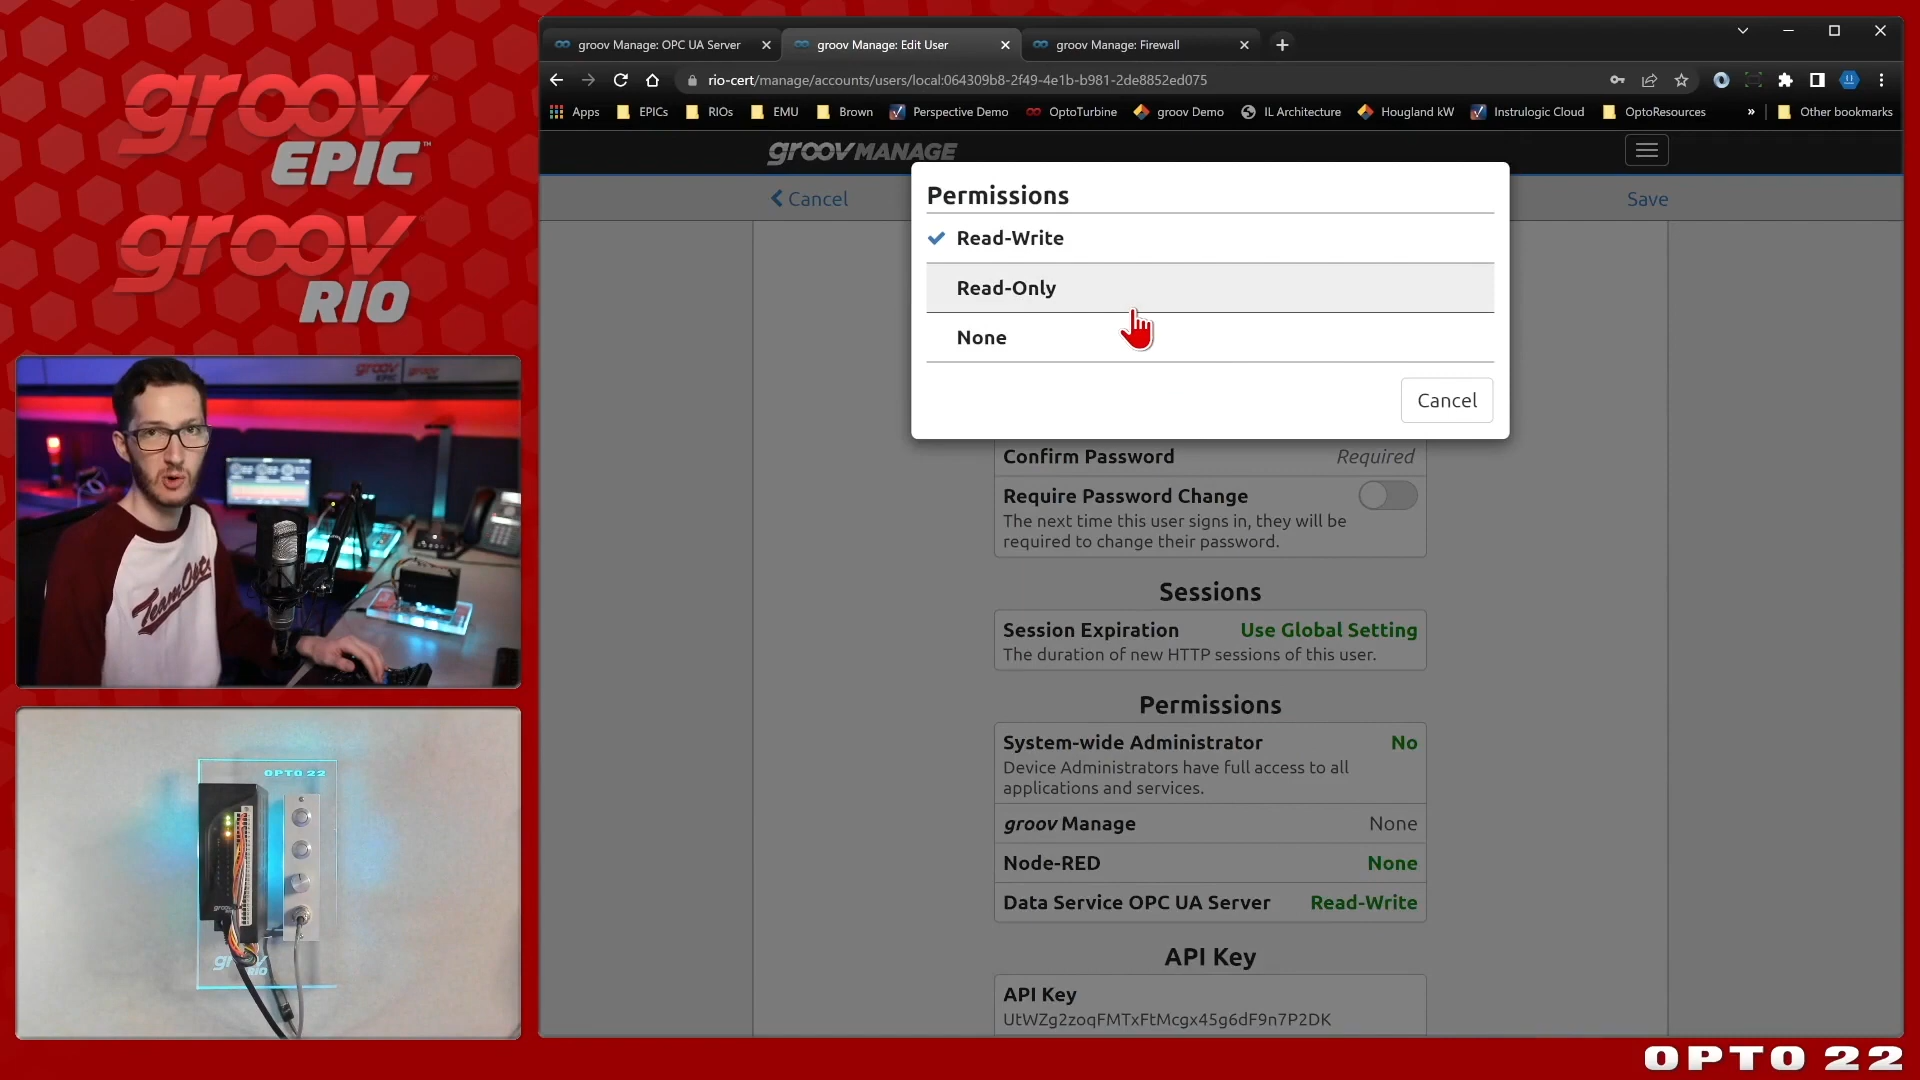 groov
EPIC™
groov
RIO
groov Manage: OPC UA Server
groov Manage: Edit User
groov Manage: Firewall
rio-cert/manage/accounts/users/local:064309b8-2f49-4e1b-b981-2de8852ed075
Apps EPICs RIOs EMU Brown Perspective Demo OptoTurbine groov Demo IL Architecture Hougland kW Instrulogic Cloud OptoResources » Other bookmarks
groov MANAGE
Cancel
Save
Permissions
Read-Write
Read-Only
None
Cancel
Confirm Password Required
Require Password Change
The next time this user signs in, they will be
required to change their password.
Sessions
Session Expiration Use Global Setting
The duration of new HTTP sessions of this user.
Permissions
System-wide Administrator No
Device Administrators have full access to all
applications and services.
groov Manage None
Node-RED None
Data Service OPC UA Server Read-Write
API Key
API Key
UtWZg2zoqFMTxFtMcgx45g6dF9n7P2DK
Team Opto
OPTO 22
groov
RIO
OPTO 22